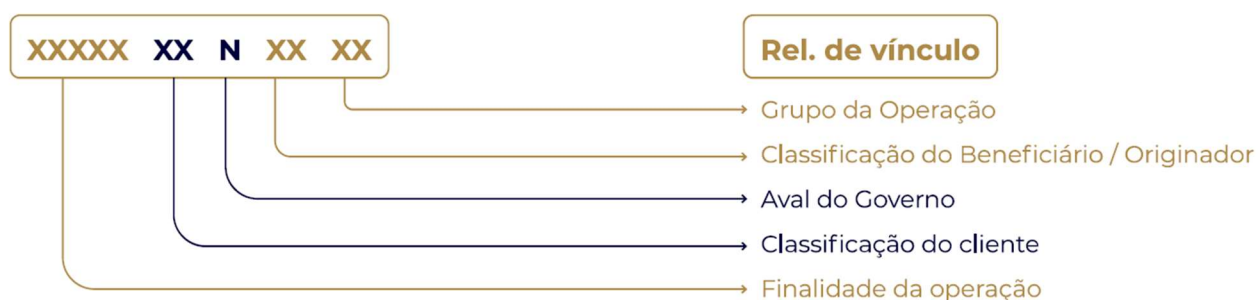 XXXXX XX N XX XX
Rel. de vínculo
Grupo da Operação
Classificação do Beneficiário / Originador
Aval do Governo
Classificação do cliente
Finalidade da operação